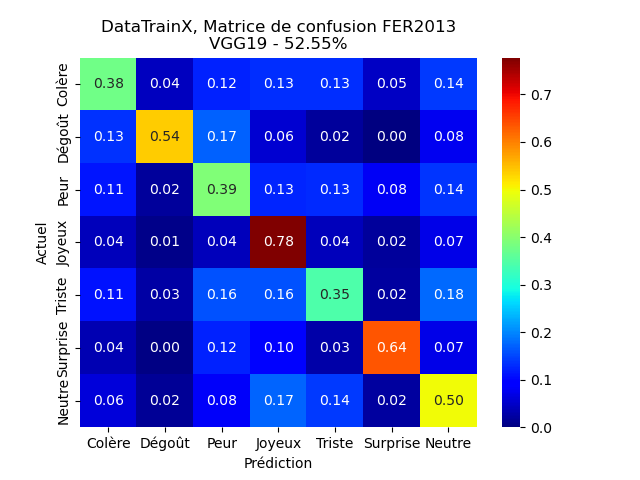 DataTrainX, Matrice de confusion FER2013
VGG19 - 52.55%
Actuel
Colère 0.38 0.04 0.12 0.13 0.13 0.05 0.14
Dégoût 0.13 0.54 0.17 0.06 0.02 0.00 0.08
Peur 0.11 0.02 0.39 0.13 0.13 0.08 0.14
Joyeux 0.04 0.01 0.04 0.78 0.04 0.02 0.07
Triste 0.11 0.03 0.16 0.16 0.35 0.02 0.18
Surprise 0.04 0.00 0.12 0.10 0.03 0.64 0.07
Neutre 0.06 0.02 0.08 0.17 0.14 0.02 0.50
Colère Dégoût Peur Joyeux Triste Surprise Neutre
Prédiction
0.7
0.6
0.5
0.4
0.3
0.2
0.1
0.0